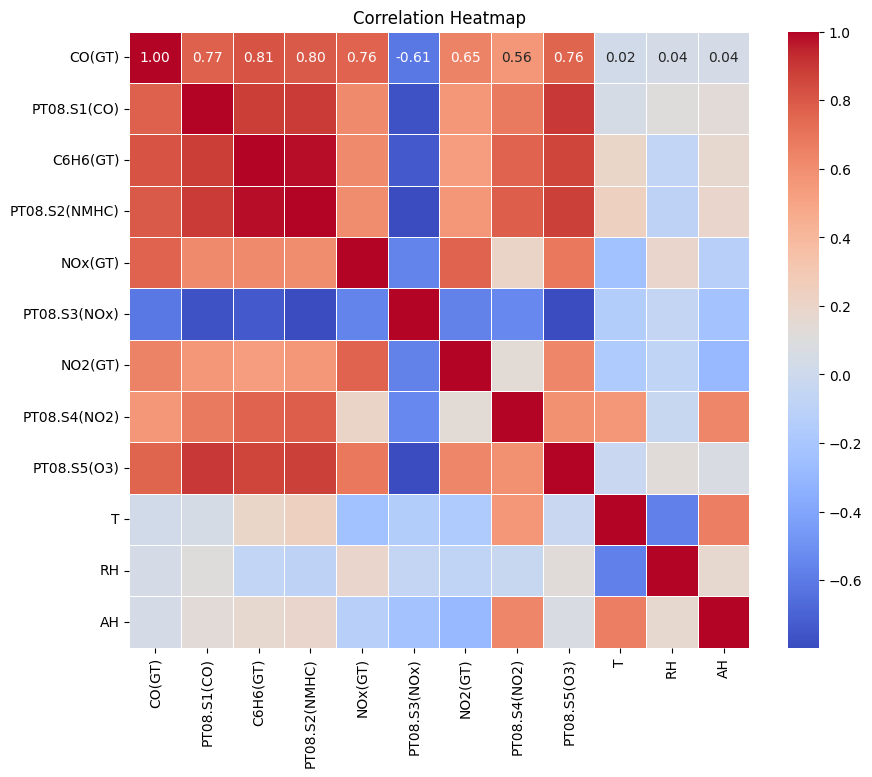 Correlation Heatmap
CO(GT) 1.00 0.77 0.81 0.80 0.76 -0.61 0.65 0.56 0.76 0.02 0.04 0.04
PT08.S1(CO)
C6H6(GT)
PT08.S2(NMHC)
NOx(GT)
PT08.S3(NOx)
NO2(GT)
PT08.S4(NO2)
PT08.S5(O3)
T
RH
AH
CO(GT)
PT08.S1(CO)
C6H6(GT)
PT08.S2(NMHC)
NOx(GT)
PT08.S3(NOx)
NO2(GT)
PT08.S4(NO2)
PT08.S5(O3)
T
RH
AH
1.0
0.8
0.6
0.4
0.2
0.0
−0.2
−0.4
−0.6